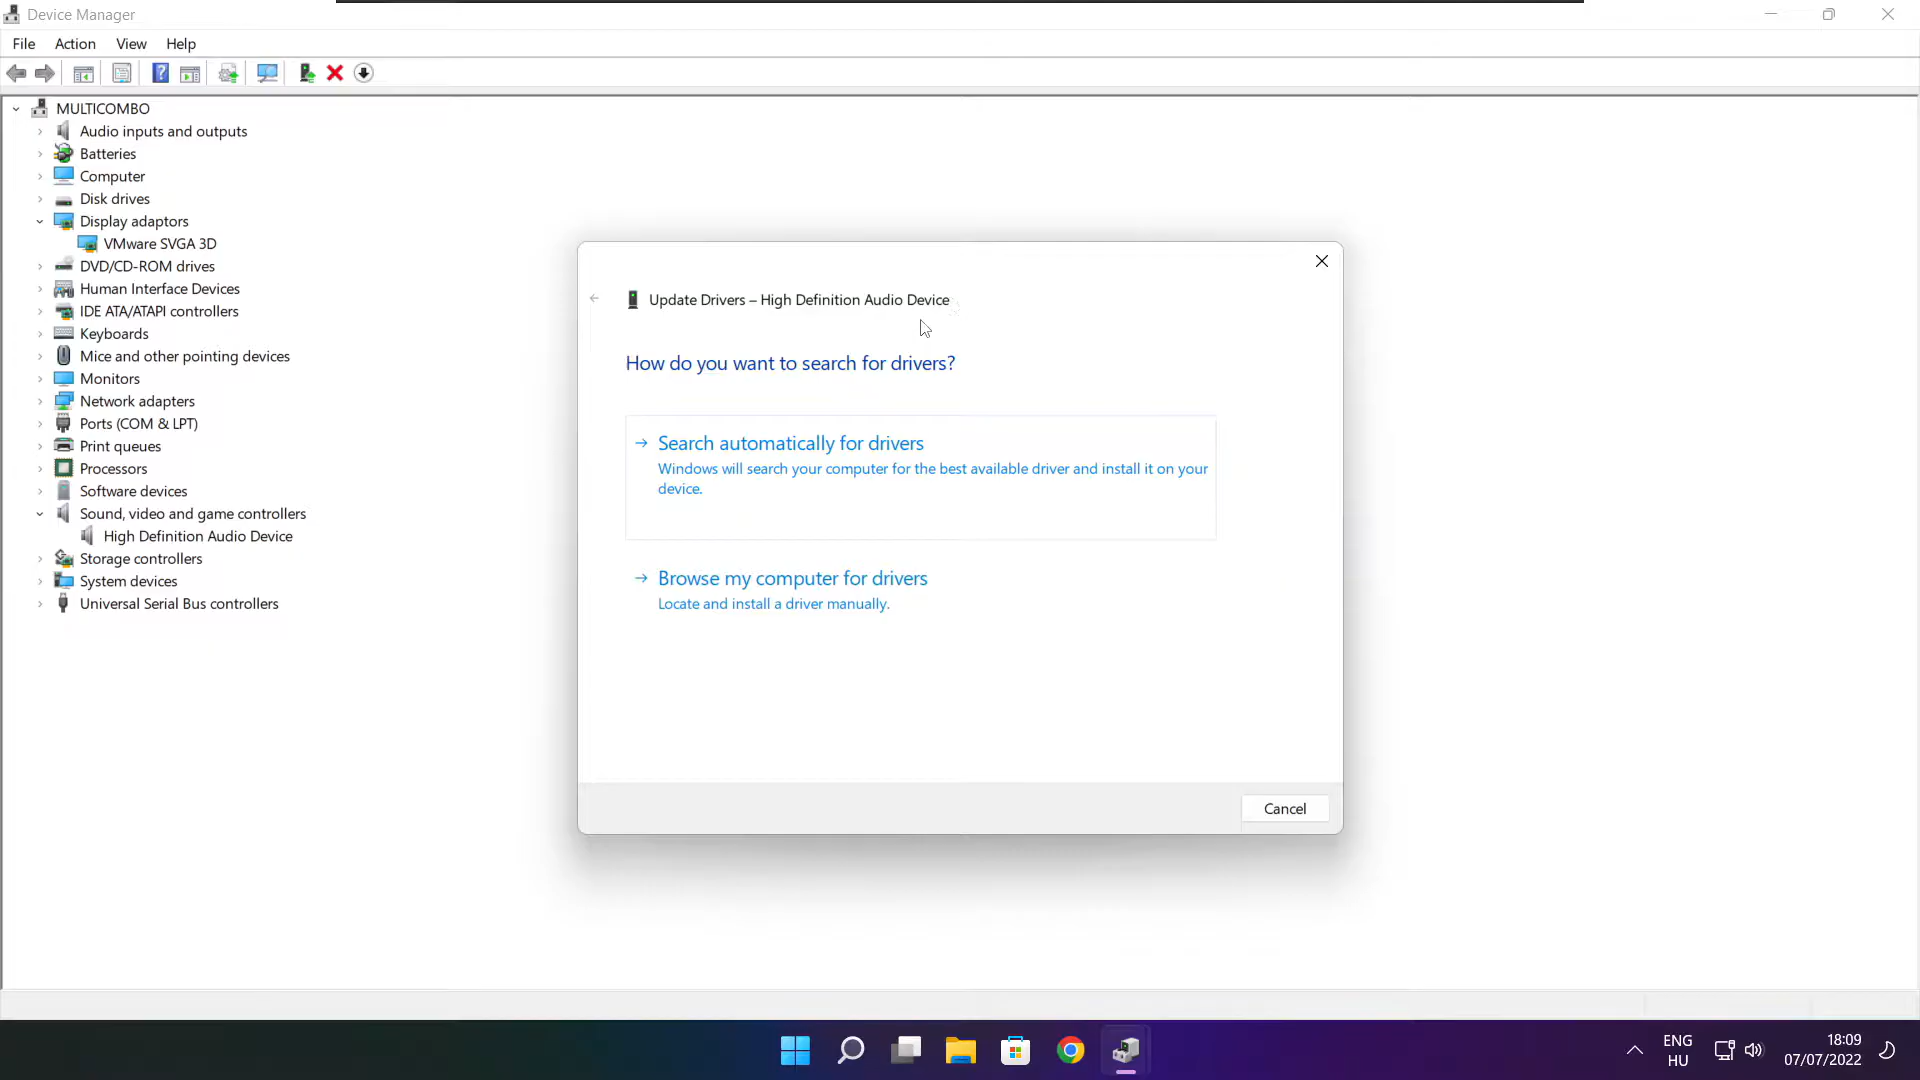 Device Manager
File Action View Help
MULTICOMBO
Audio inputs and outputs
Batteries
Computer
Disk drives
Display adaptors
VMware SVGA 3D
DVD/CD-ROM drives
Human Interface Devices
IDE ATA/ATAPI controllers
Keyboards
Mice and other pointing devices
Monitors
Network adapters
Ports (COM & LPT)
Print queues
Processors
Software devices
Sound, video and game controllers
High Definition Audio Device
Storage controllers
System devices
Universal Serial Bus controllers
Update Drivers – High Definition Audio Device
How do you want to search for drivers?
Search automatically for drivers
Windows will search your computer for the best available driver and install it on your
device.
Browse my computer for drivers
Locate and install a driver manually.
Cancel
ENG
HU
18:09
07/07/2022